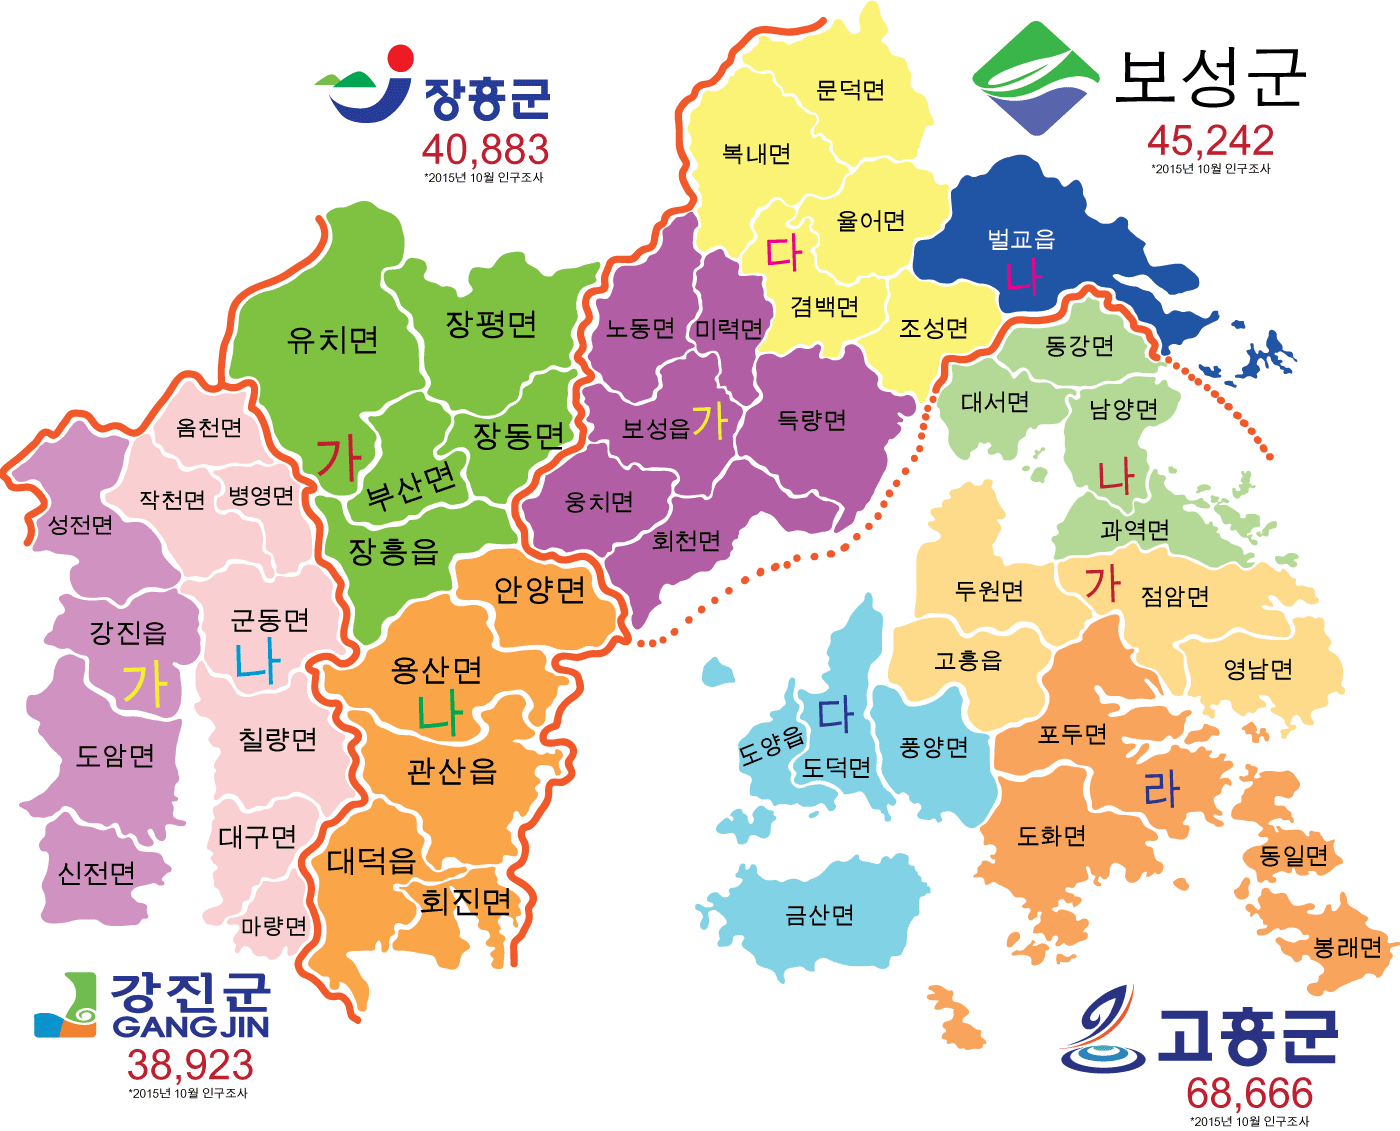 장흥군
40,883
*2015년 10월 인구조사
보성군
45,242
*2015년 10월 인구조사
문덕면
복내면
율어면
다
겸백면
조성면
벌교읍
나
유치면
장평면
가
부산면
장동면
장흥읍
노동면
미력면
보성읍
가
득량면
웅치면
회천면
안양면
용산면
나
관산읍
대덕읍
회진면
옴천면
작천면
병영면
성전면
군동면
나
강진읍
가
칠량면
도암면
대구면
신전면
마량면
동강면
대서면
남양면
나
과역면
두원면
가
점암면
고흥읍
영남면
도양읍
다
도덕면
풍양면
포두면
라
도화면
동일면
금산면
봉래면
강진군
GANGJIN
38,923
*2015년 10월 인구조사
고흥군
68,666
*2015년 10월 인구조사